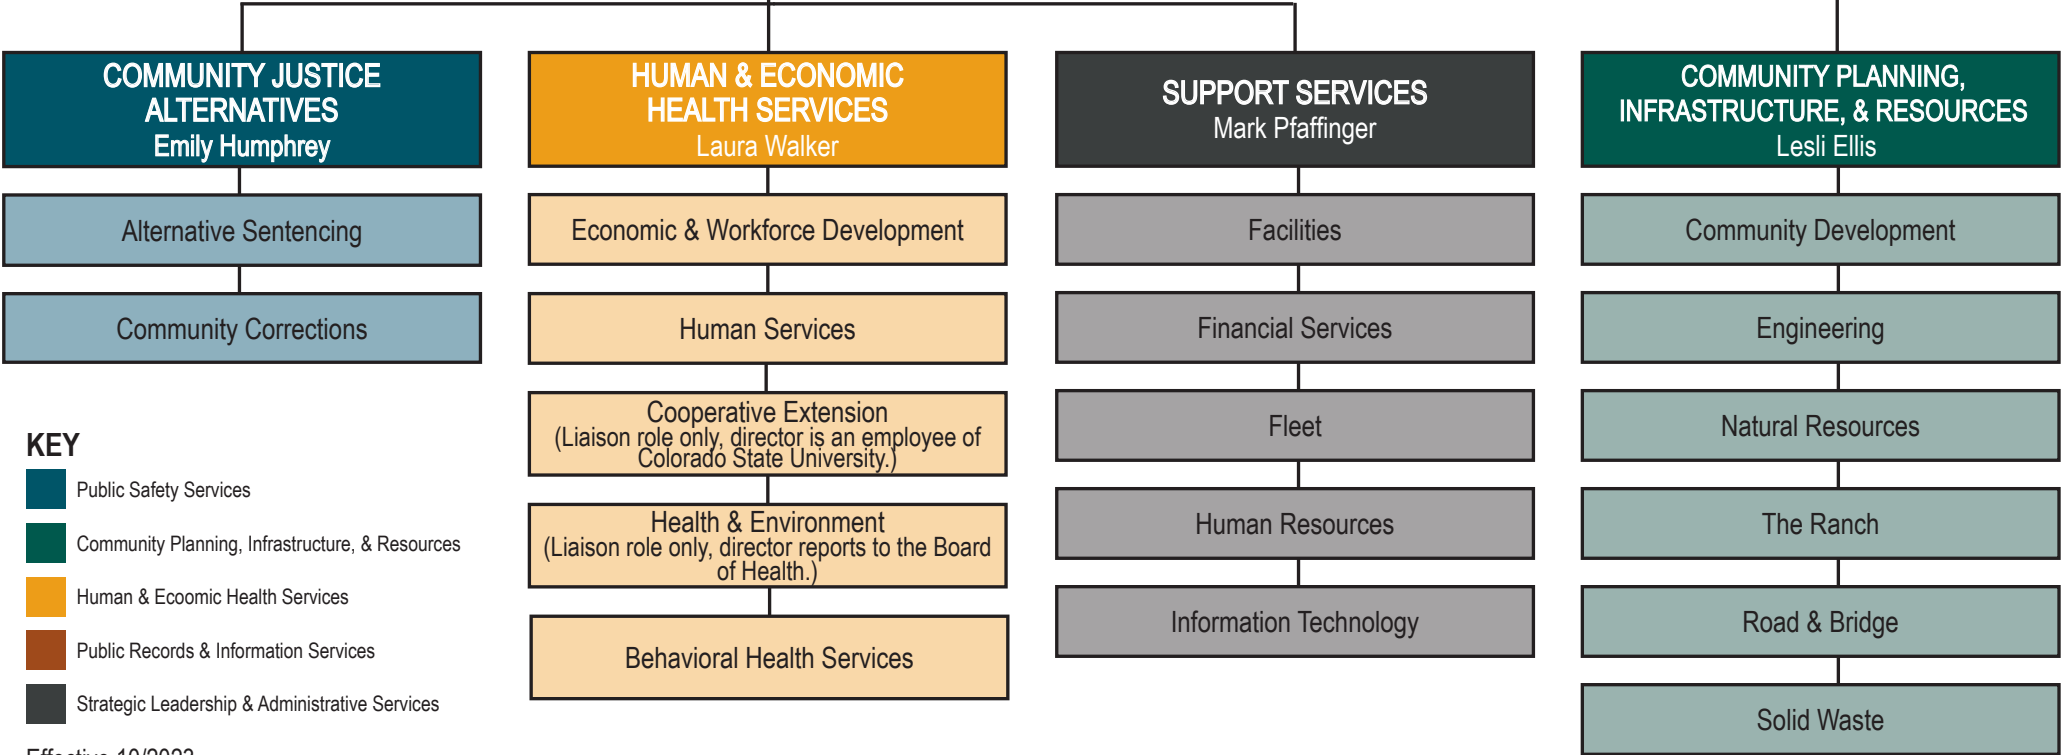 COMMUNITY JUSTICE
ALTERNATIVES
Emily Humphrey
Alternative Sentencing
Community Corrections
HUMAN & ECONOMIC
HEALTH SERVICES
Laura Walker
Economic & Workforce Development
Human Services
Cooperative Extension
(Liaison role only, director is an employee of
Colorado State University.)
Health & Environment
(Liaison role only, director reports to the Board
of Health.)
Behavioral Health Services
SUPPORT SERVICES
Mark Pfaffinger
Facilities
Financial Services
Fleet
Human Resources
Information Technology
COMMUNITY PLANNING,
INFRASTRUCTURE, & RESOURCES
Lesli Ellis
Community Development
Engineering
Natural Resources
The Ranch
Road & Bridge
Solid Waste
KEY
Public Safety Services
Community Planning, Infrastructure, & Resources
Human & Ecoomic Health Services
Public Records & Information Services
Strategic Leadership & Administrative Services
Effective 10/2023